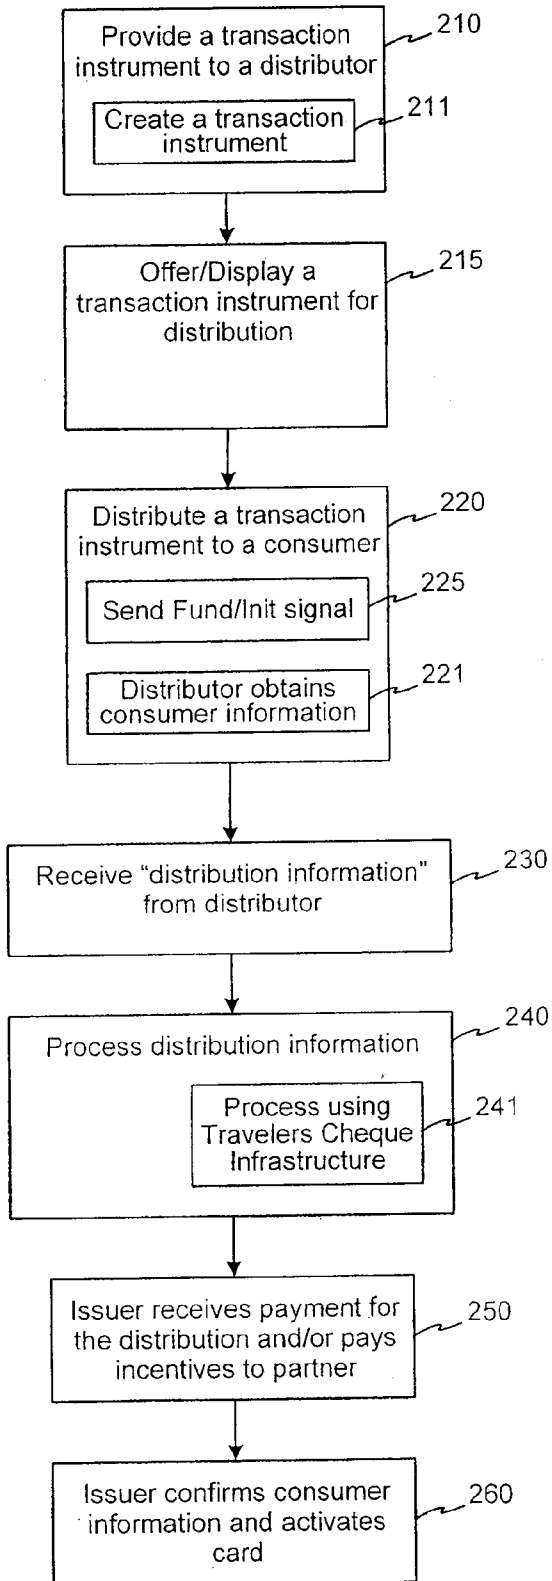 Provide a transaction
instrument to a distributor
210
Create a transaction
instrument
211
Offer/Display a
transaction instrument for
distribution
215
Distribute a transaction
instrument to a consumer
220
Send Fund/Init signal
225
Distributor obtains
consumer information
221
Receive “distribution information”
from distributor
230
Process distribution information
240
Process using
Travelers Cheque
Infrastructure
241
Issuer receives payment for
the distribution and/or pays
incentives to partner
250
Issuer confirms consumer
information and activates
card
260